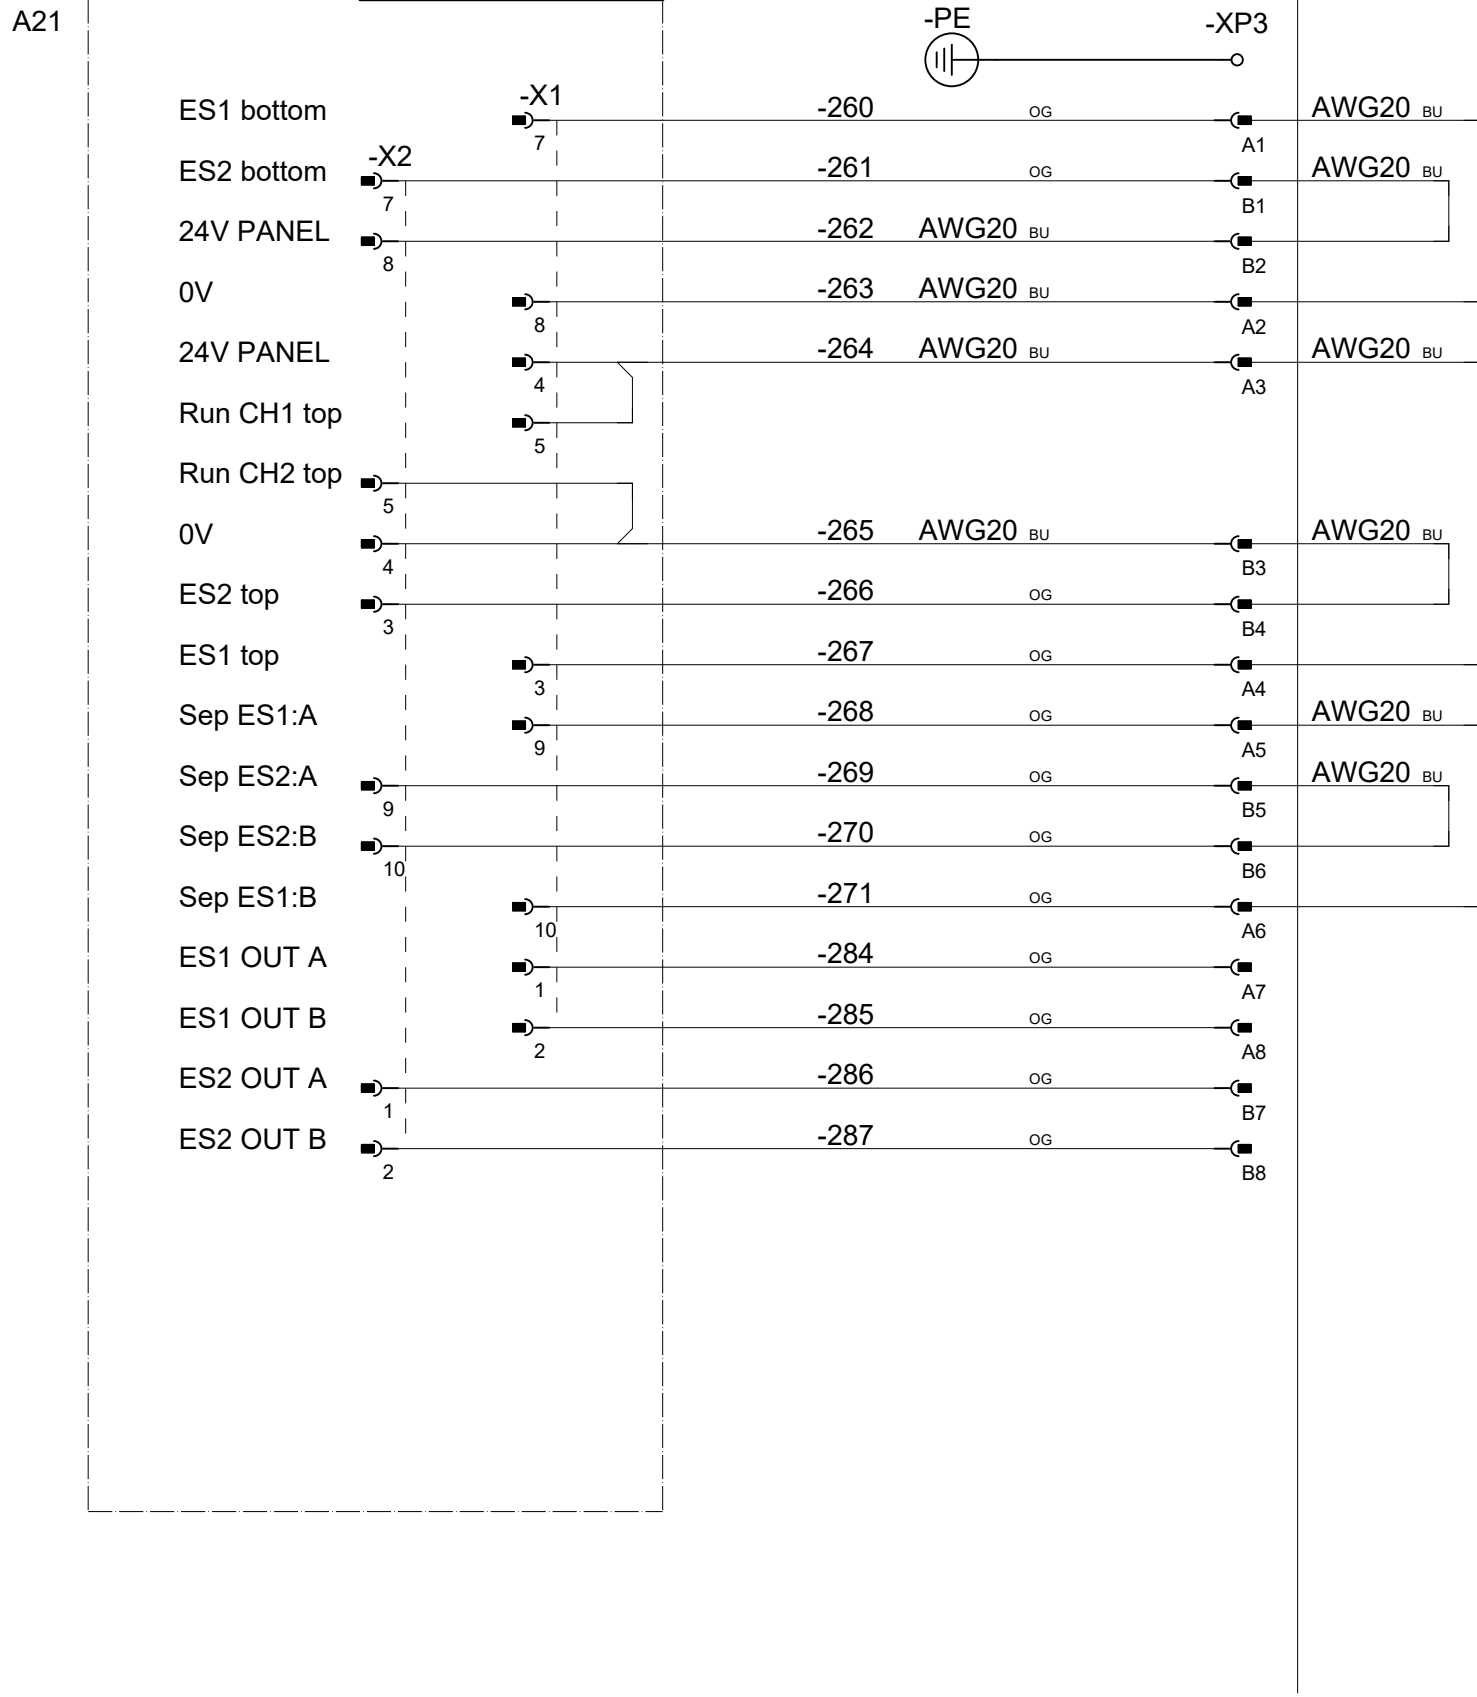 A21 -PE -XP3
ES1 bottom -X1 -260 OG AWG20 BU
7 A1
ES2 bottom -X2 -261 OG AWG20 BU
7 B1
24V PANEL -262 AWG20 BU
8 B2
0V -263 AWG20 BU
8 A2
24V PANEL -264 AWG20 BU AWG20 BU
4 A3
Run CH1 top
5
Run CH2 top
5
0V -265 AWG20 BU AWG20 BU
4 B3
ES2 top -266 OG
3 B4
ES1 top -267 OG
3 A4
Sep ES1:A -268 OG AWG20 BU
9 A5
Sep ES2:A -269 OG AWG20 BU
9 B5
Sep ES2:B -270 OG
10 B6
Sep ES1:B -271 OG
10 A6
ES1 OUT A -284 OG
1 A7
ES1 OUT B -285 OG
2 A8
ES2 OUT A -286 OG
1 B7
ES2 OUT B -287 OG
2 B8